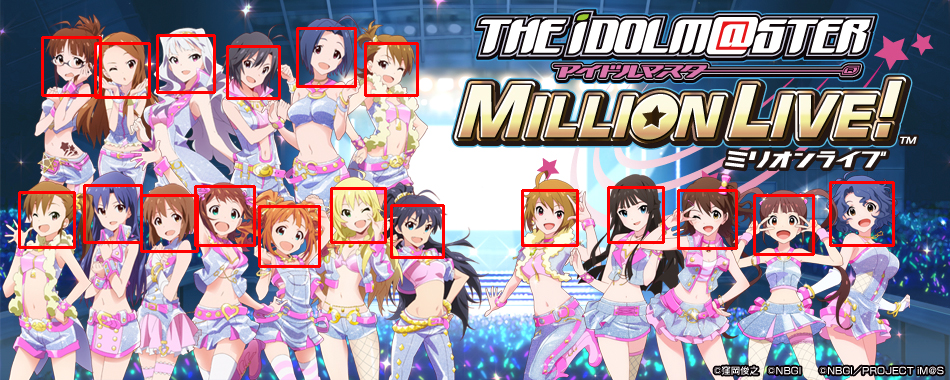 THE iDOLM@STER
アイドルマスター
MILLION LIVE!
™
ミリオンライブ
©窪岡俊之 ©NBGI ©NBGI/PROJECT iM@S